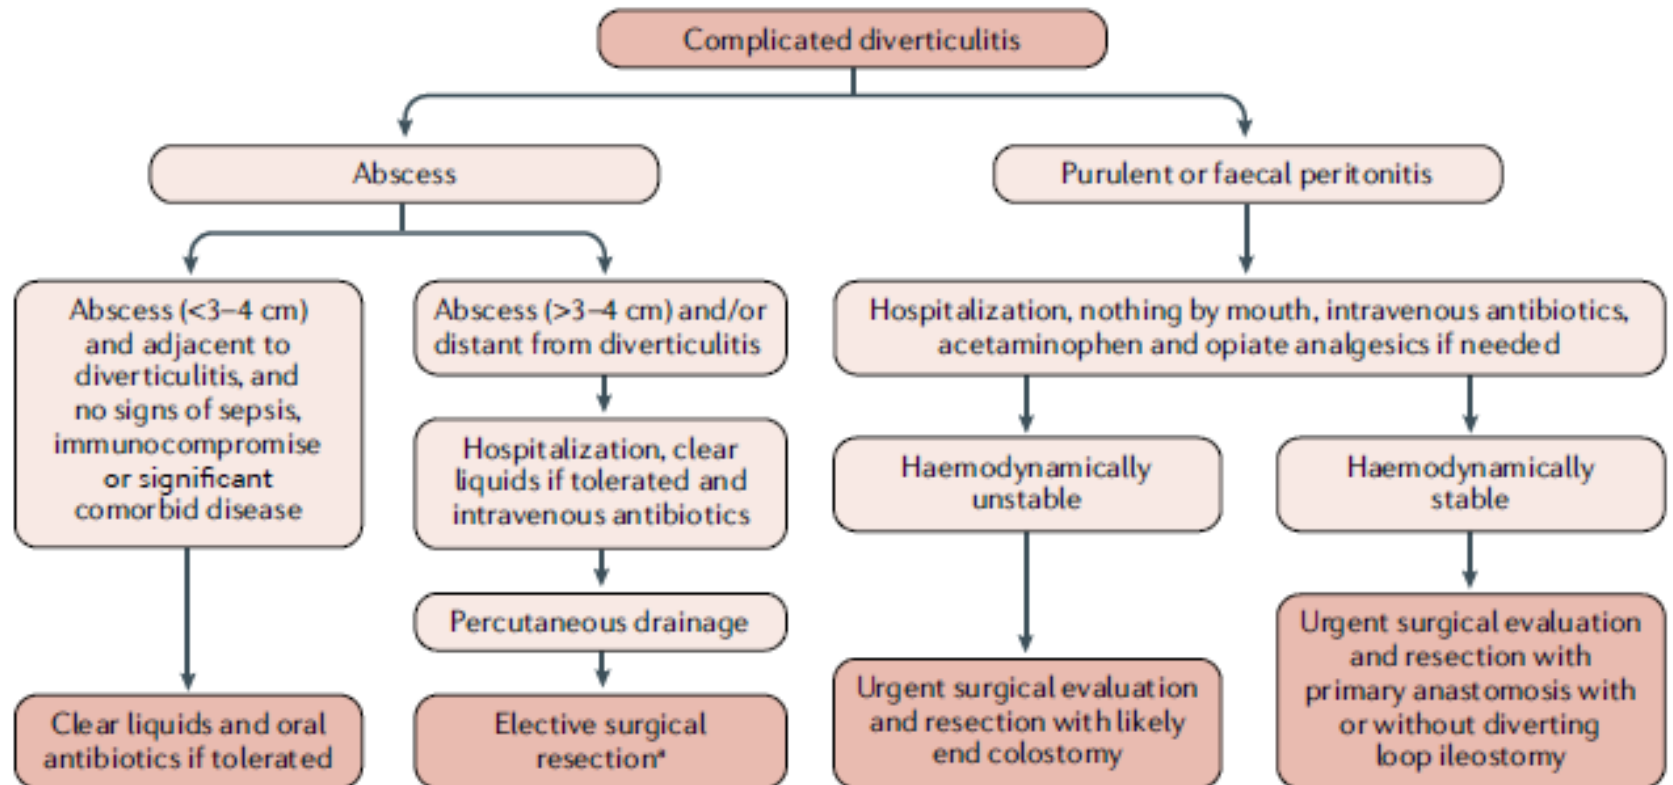 Complicated diverticulitis
Abscess
Purulent or faecal peritonitis
Abscess (<3–4 cm)
and adjacent to
diverticulitis, and
no signs of sepsis,
immunocompromise
or significant
comorbid disease
Abscess (>3–4 cm) and/or
distant from diverticulitis
Hospitalization, nothing by mouth, intravenous antibiotics,
acetaminophen and opiate analgesics if needed
Hospitalization, clear
liquids if tolerated and
intravenous antibiotics
Haemodynamically
unstable
Haemodynamically
stable
Percutaneous drainage
Clear liquids and oral
antibiotics if tolerated
Elective surgical
resectionᵃ
Urgent surgical evaluation
and resection with likely
end colostomy
Urgent surgical evaluation
and resection with
primary anastomosis with
or without diverting
loop ileostomy